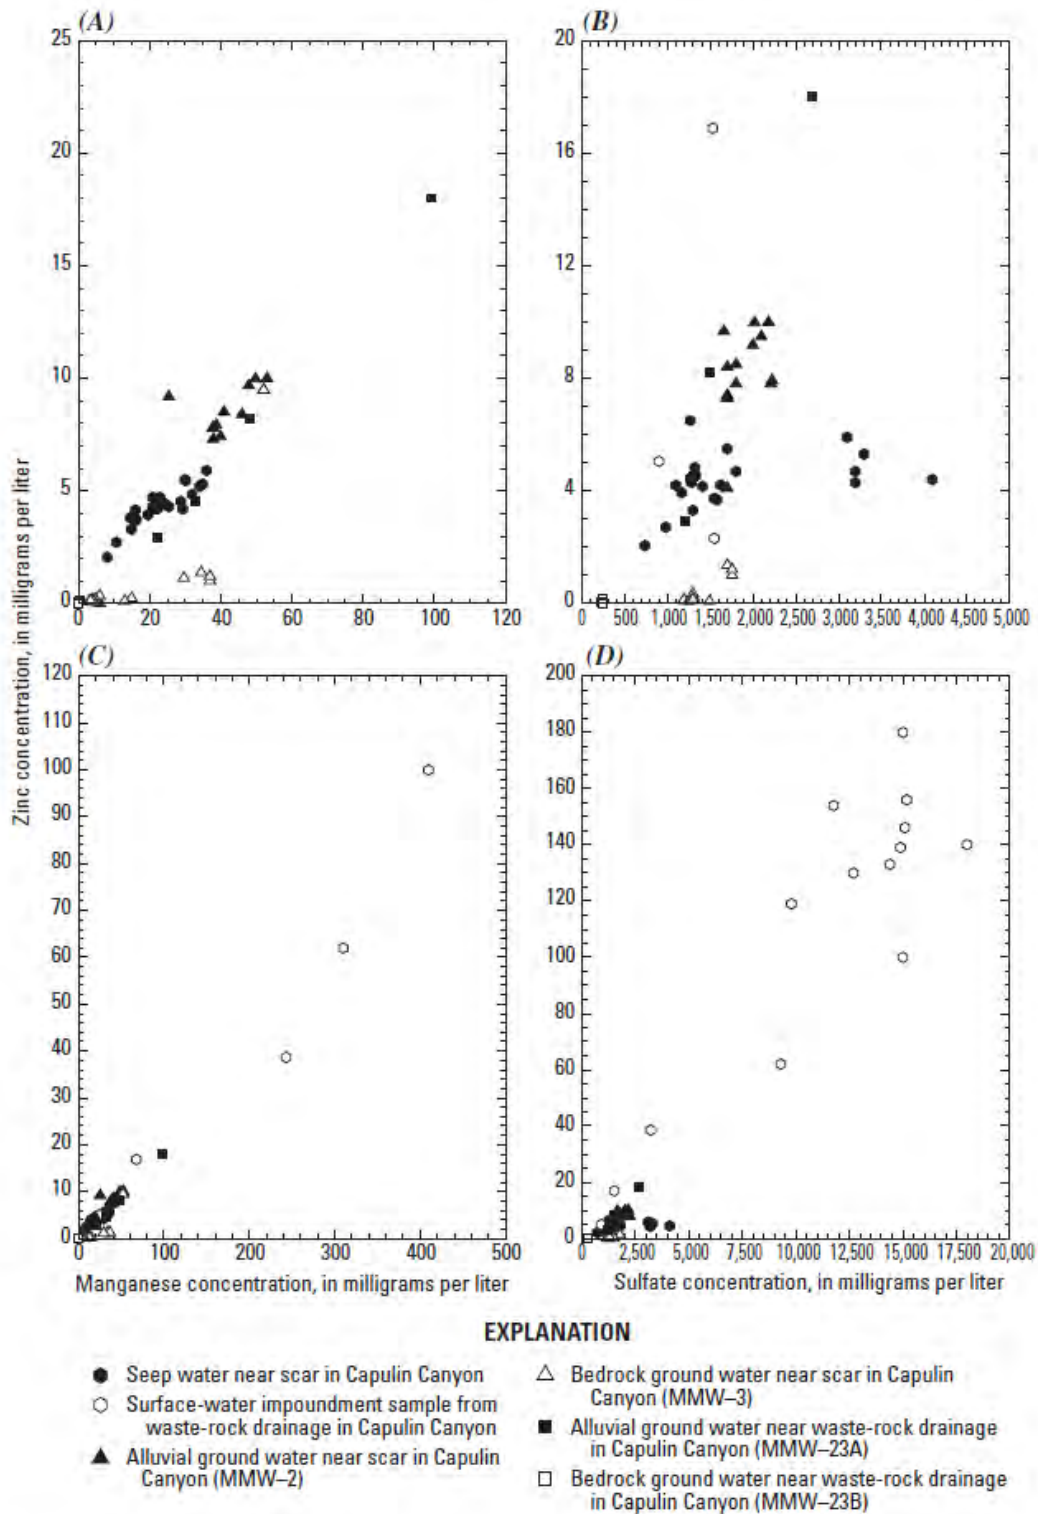 (A)
(B)
25
20
15
10
5
0
0 20 40 60 80 100 120
20
16
12
8
4
0
0 500 1,000 1,500 2,000 2,500 3,000 3,500 4,000 4,500 5,000
Zinc concentration, in milligrams per liter
(C)
(D)
120
110
100
90
80
70
60
50
40
30
20
10
0
0 100 200 300 400 500
Manganese concentration, in milligrams per liter
200
180
160
140
120
100
80
60
40
20
0
0 2,500 5,000 7,500 10,000 12,500 15,000 17,500 20,000
Sulfate concentration, in milligrams per liter
EXPLANATION
Seep water near scar in Capulin Canyon
Surface-water impoundment sample from
waste-rock drainage in Capulin Canyon
Alluvial ground water near scar in Capulin
Canyon (MMW–2)
Bedrock ground water near scar in Capulin
Canyon (MMW–3)
Alluvial ground water near waste-rock drainage
in Capulin Canyon (MMW–23A)
Bedrock ground water near waste-rock drainage
in Capulin Canyon (MMW–23B)